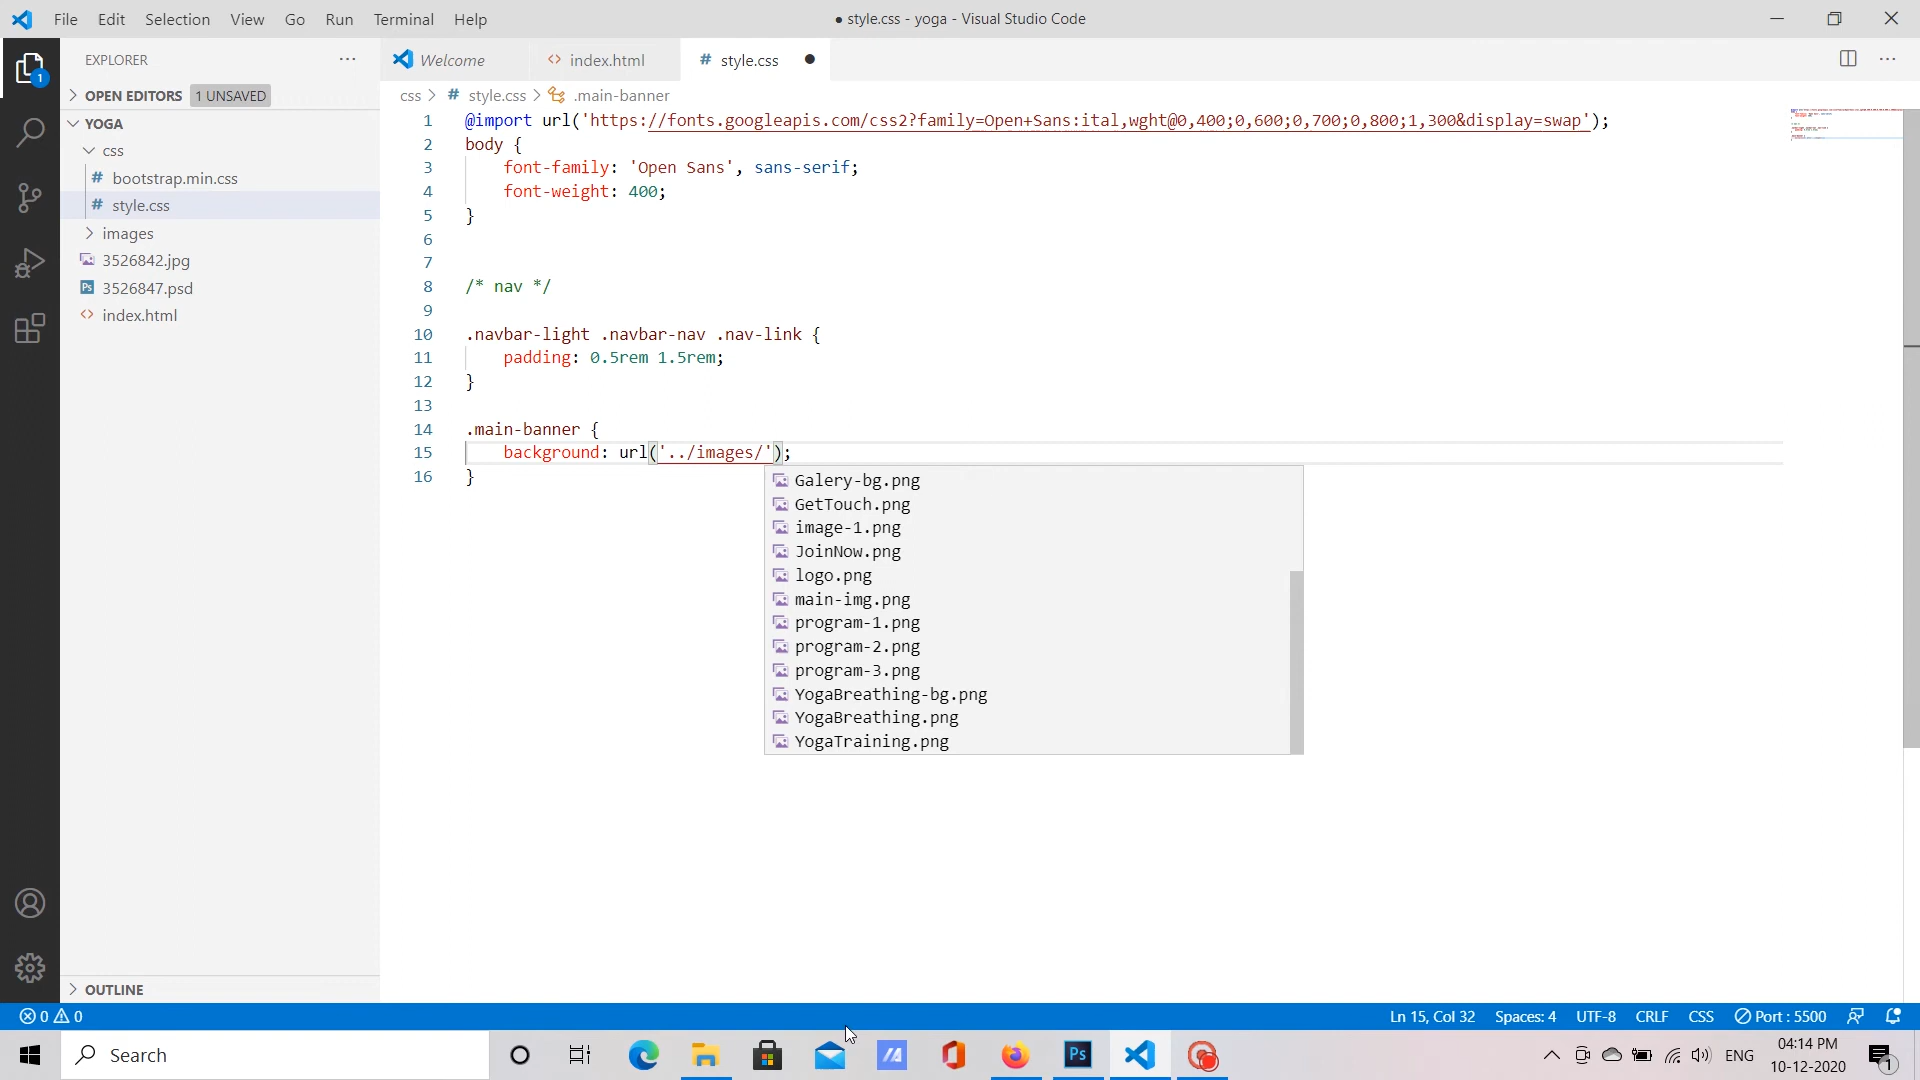 File Edit Selection View Go Run Terminal Help
● style.css - yoga - Visual Studio Code
EXPLORER
OPEN EDITORS 1 UNSAVED
YOGA
css
# bootstrap.min.css
# style.css
images
3526842.jpg
Ps 3526847.psd
<> index.html
OUTLINE
1
Welcome <> index.html # style.css ●
css > # style.css > .main-banner
1 @import url('https://fonts.googleapis.com/css2?family=Open+Sans:ital,wght@0,400;0,600;0,700;0,800;1,300&display=swap');
2 body {
3 font-family: 'Open Sans', sans-serif;
4 font-weight: 400;
5 }
6
7
8 /* nav */
9
10 .navbar-light .navbar-nav .nav-link {
11 padding: 0.5rem 1.5rem;
12 }
13
14 .main-banner {
15 background: url('../images/');
16 }
Galery-bg.png
GetTouch.png
image-1.png
JoinNow.png
logo.png
main-img.png
program-1.png
program-2.png
program-3.png
YogaBreathing-bg.png
YogaBreathing.png
YogaTraining.png
0 0
Ln 15, Col 32 Spaces: 4 UTF-8 CRLF CSS Port : 5500
Search
Ps
ENG
04:14 PM
10-12-2020
1